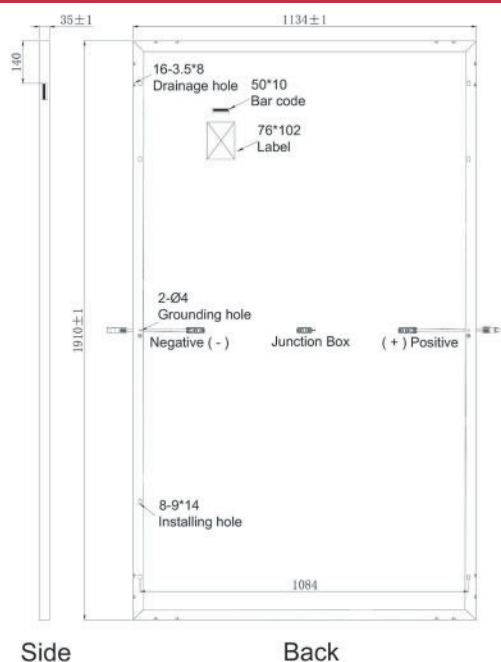 35±1
1134±1
140
16-3.5*8
Drainage hole
50*10
Bar code
76*102
Label
1910±1
2-Ø4
Grounding hole
Negative ( - )
Junction Box
( + ) Positive
8-9*14
Installing hole
1084
Side
Back